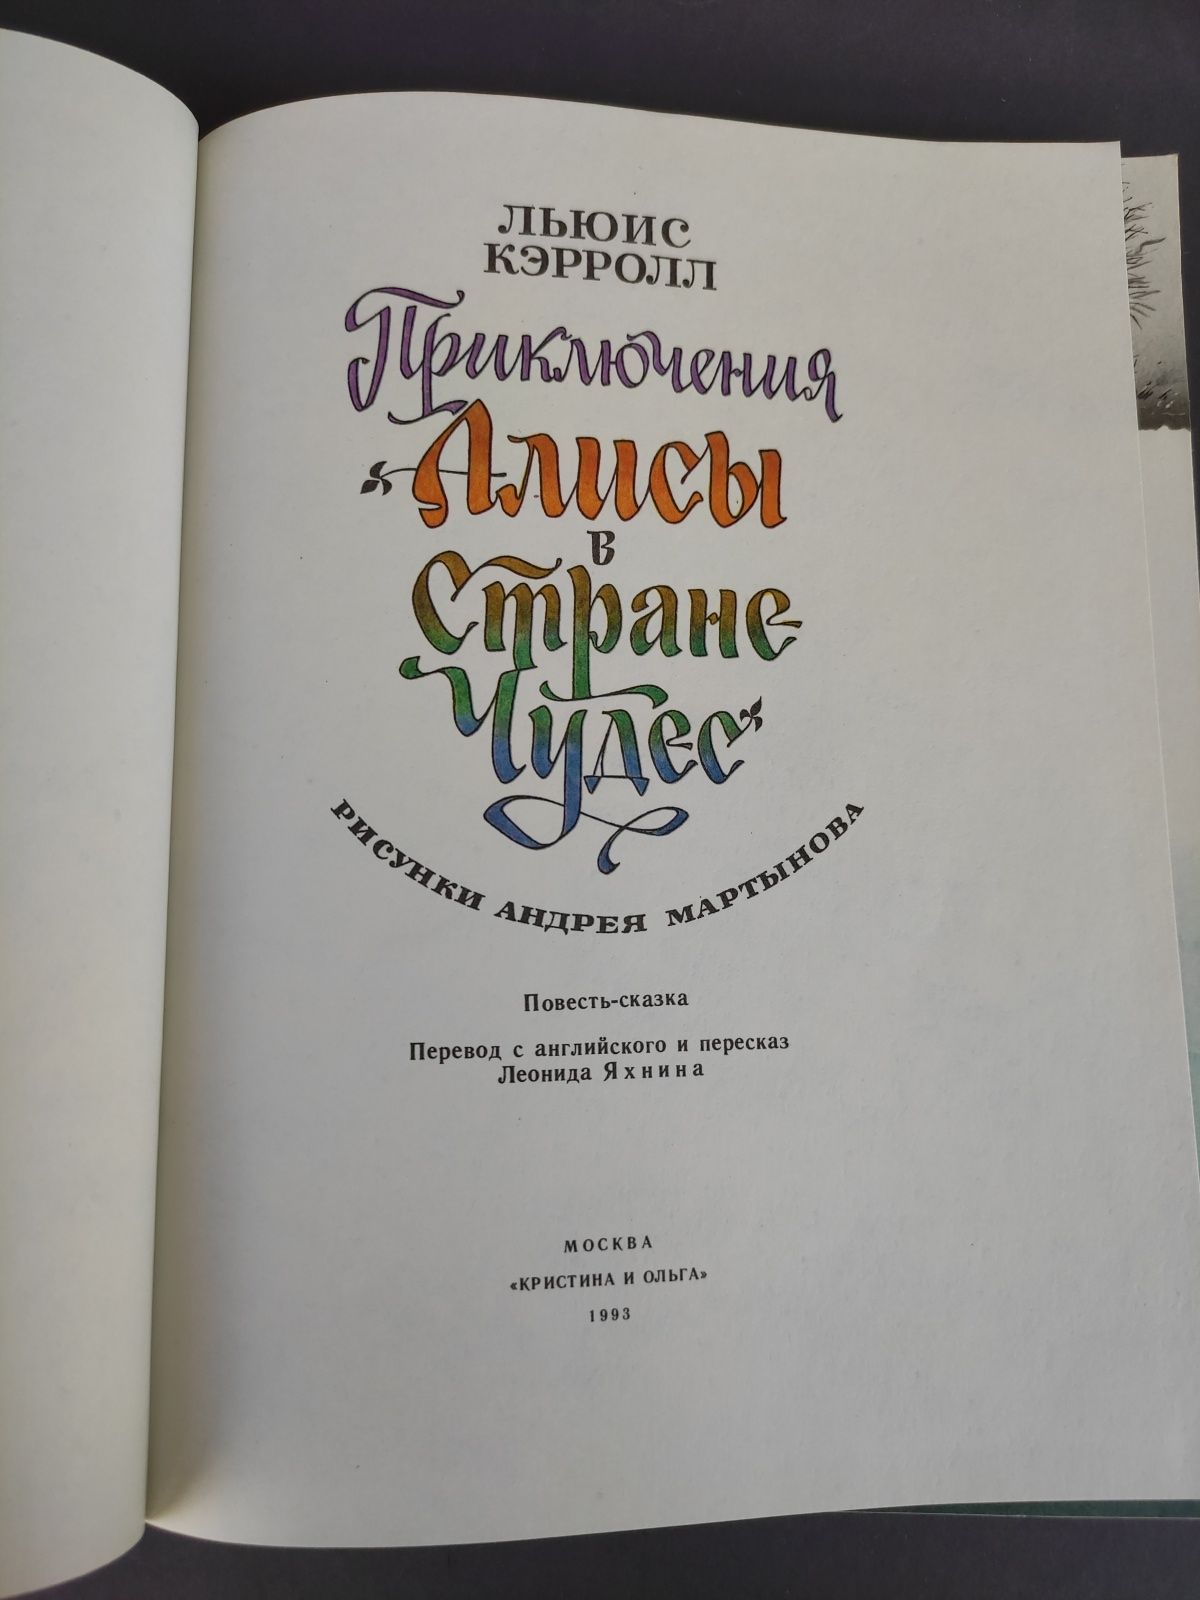 ЛЬЮИС
КЭРРОЛЛ
Приключения
Алисы
в
Стране
Чудес
РИСУНКИ АНДРЕЯ МАРТЫНОВА
Повесть-сказка
Перевод с английского и пересказ
Леонида Яхнина
МОСКВА
«КРИСТИНА И ОЛЬГА»
1993